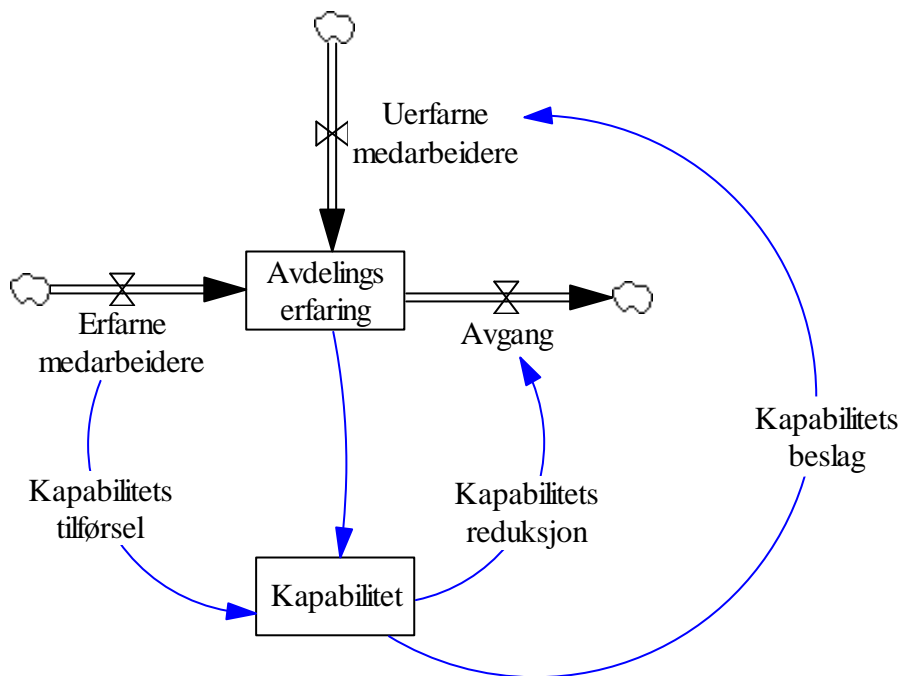 Uerfarne
medarbeidere
Avdelings
erfaring
Erfarne
medarbeidere
Avgang
Kapabilitets
beslag
Kapabilitets
tilførsel
Kapabilitets
reduksjon
Kapabilitet